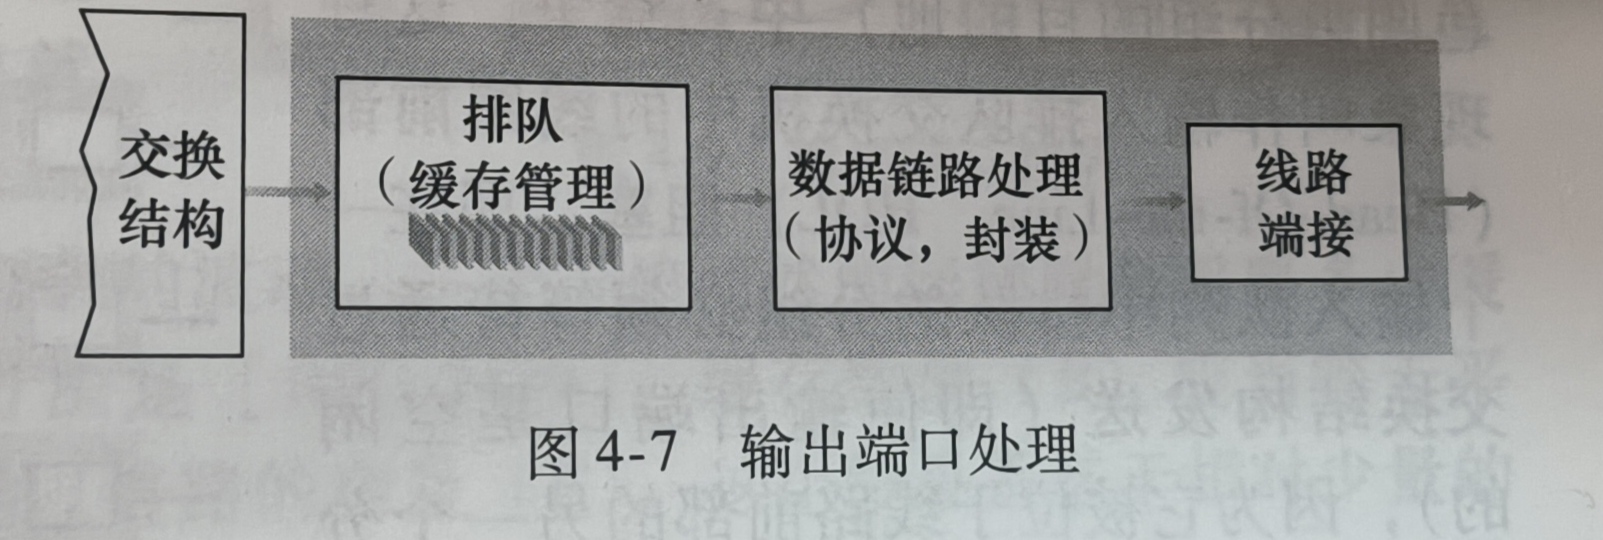 交换
结构
排队
（缓存管理）
数据链路处理
（协议，封装）
线路
端接
图 4-7 输出端口处理